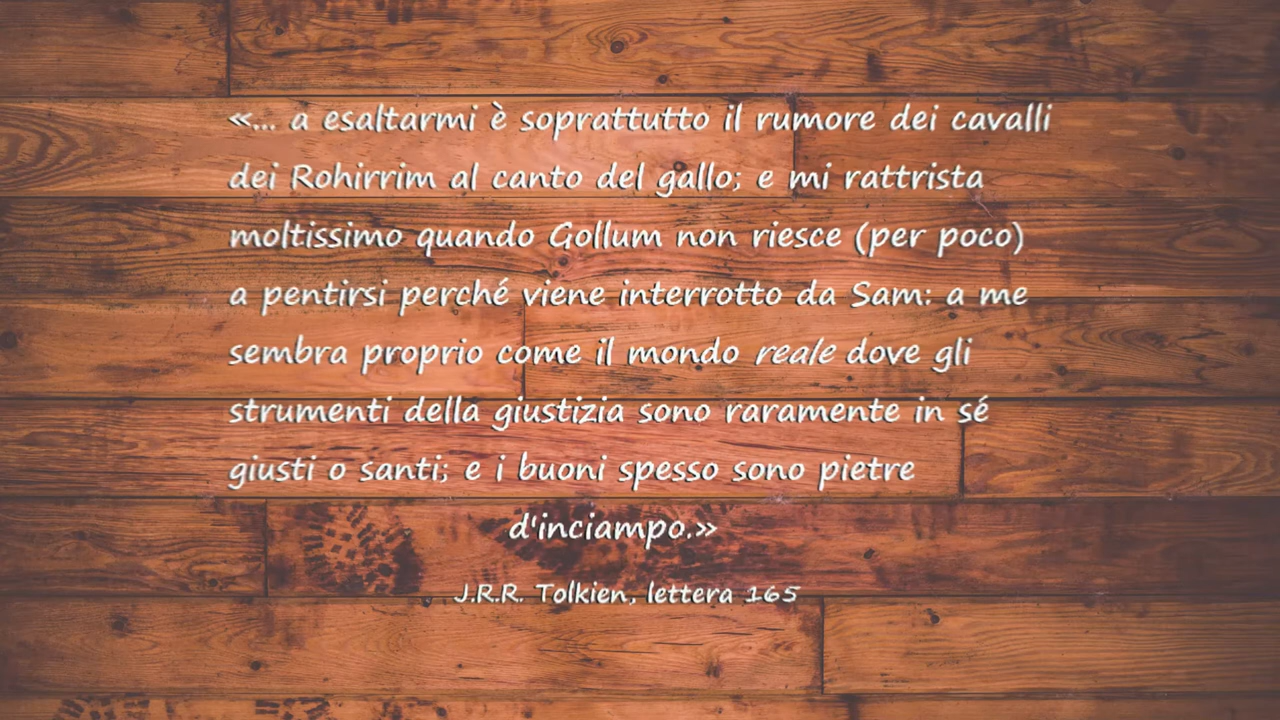 «... a esaltarmi è soprattutto il rumore dei cavalli
dei Rohirrim al canto del gallo; e mi rattrista
moltissimo quando Gollum non riesce (per poco)
a pentirsi perché viene interrotto da Sam: a me
sembra proprio come il mondo reale dove gli
strumenti della giustizia sono raramente in sé
giusti o santi; e i buoni spesso sono pietre
d'inciampo.»
J.R.R. Tolkien, lettera 165